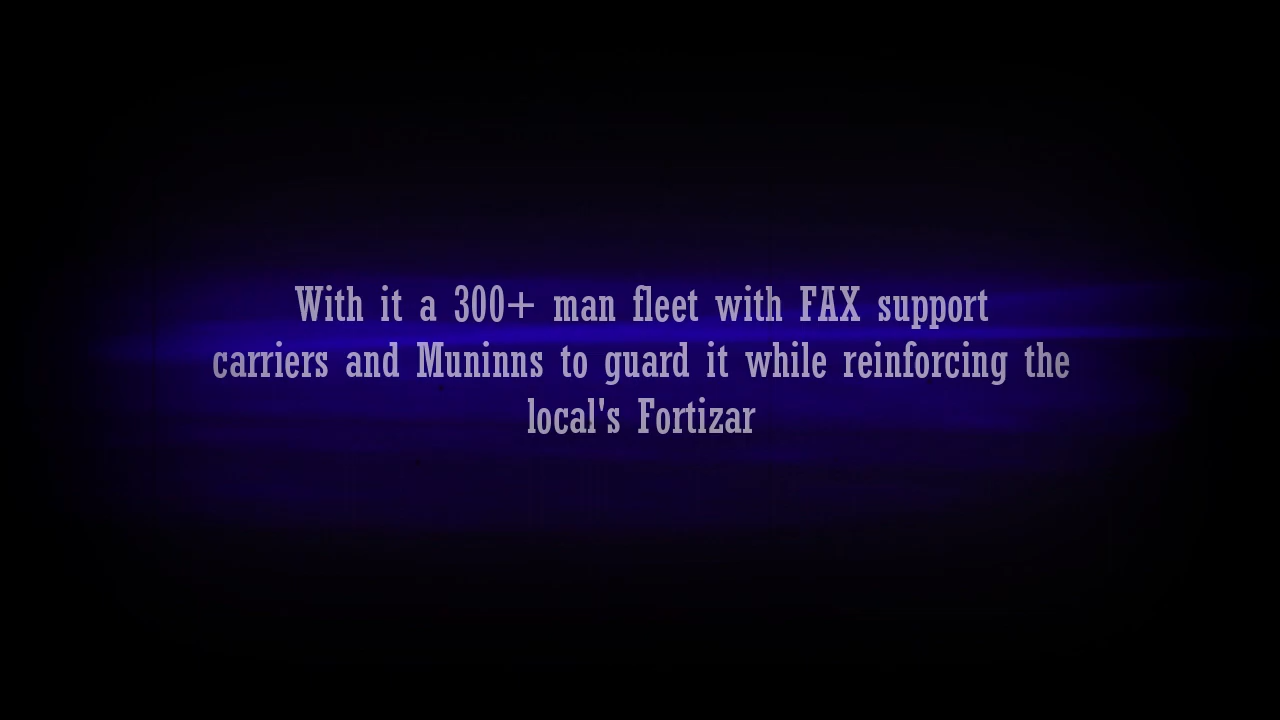 With it a 300+ man fleet with FAX support
carriers and Muninns to guard it while reinforcing the
local's Fortizar